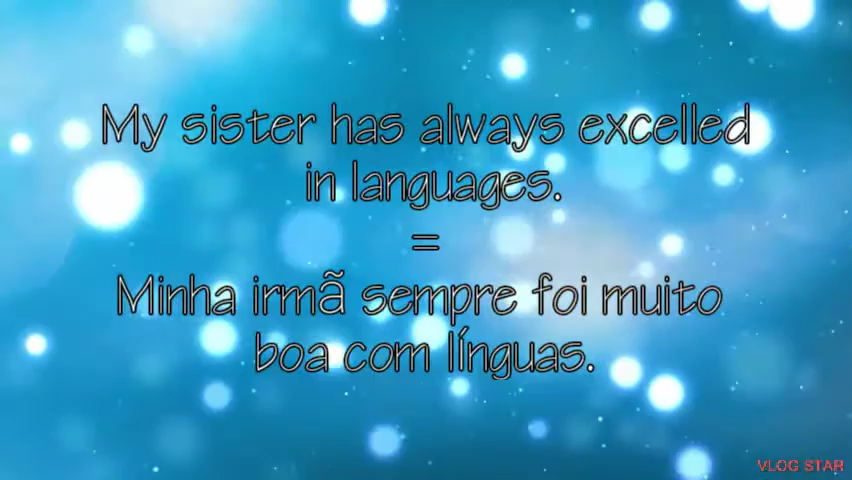 My sister has always excelled
in languages.
=
Minha irmã sempre foi muito
boa com línguas.
VLOG STAR